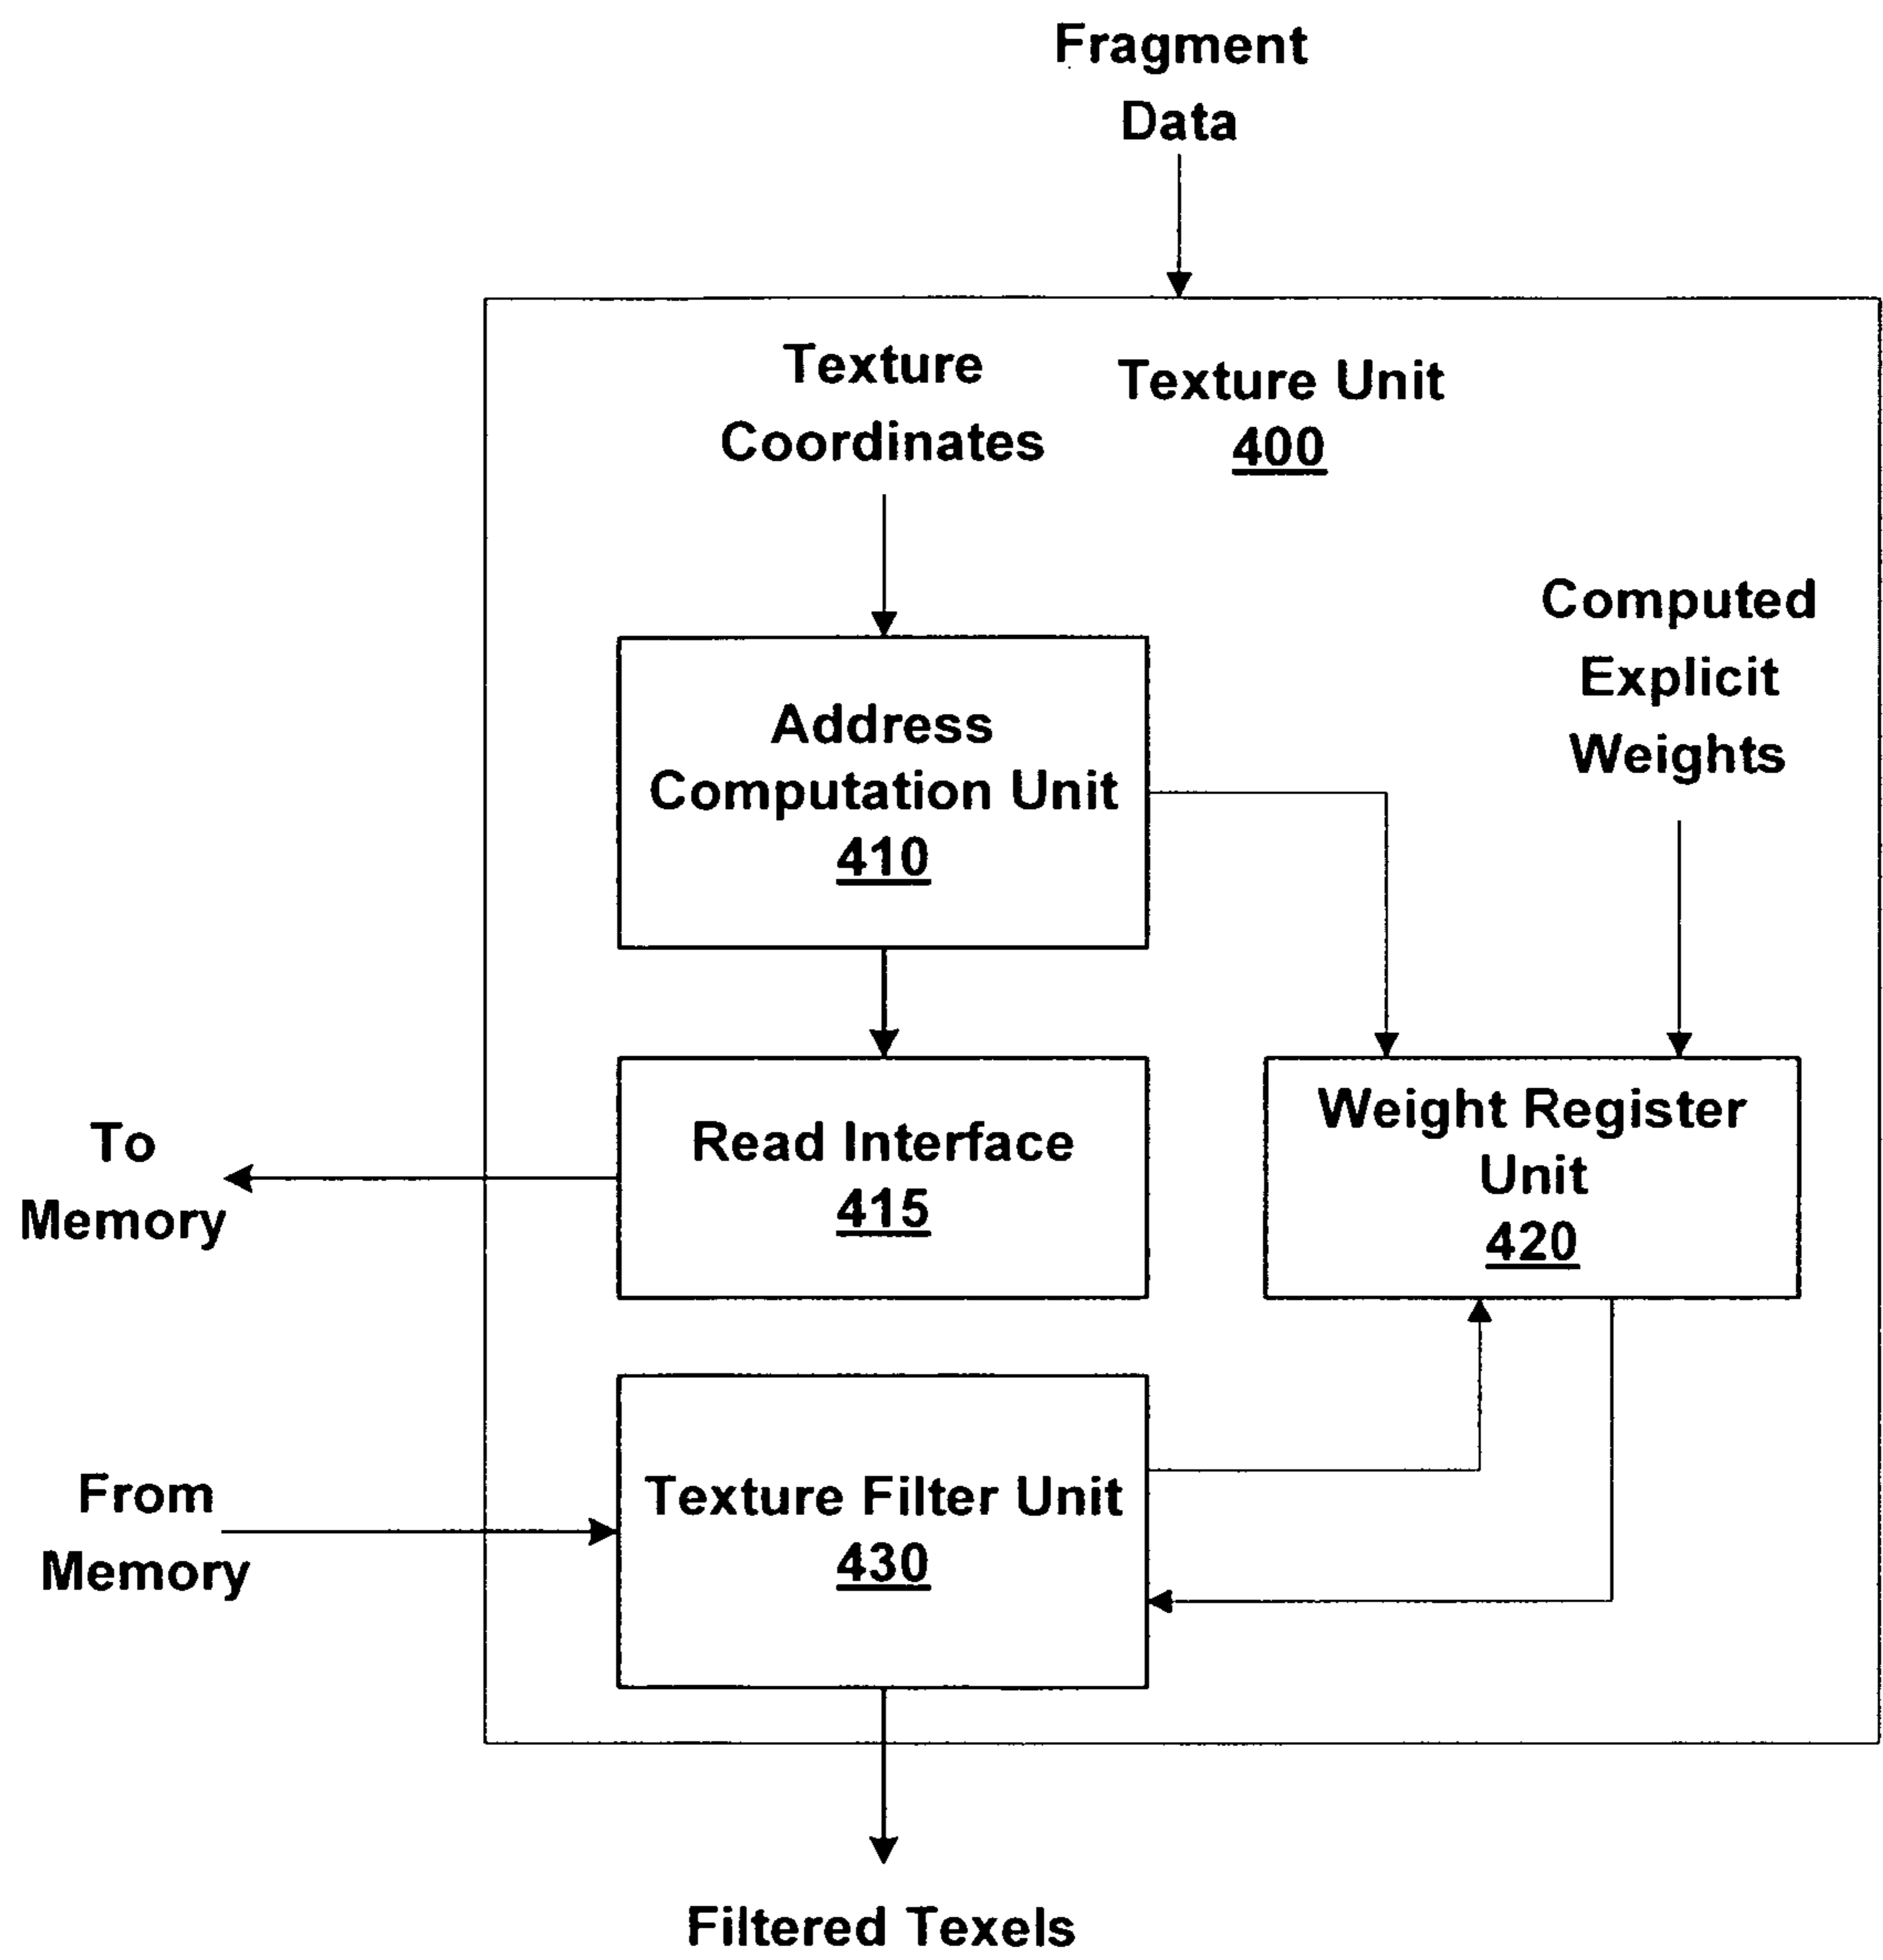 Fragment
Data
Texture
Coordinates
Texture Unit
400
Computed
Explicit
Weights
Address
Computation Unit
410
To
Memory
Read Interface
415
Weight Register
Unit
420
From
Memory
Texture Filter Unit
430
Filtered Texels